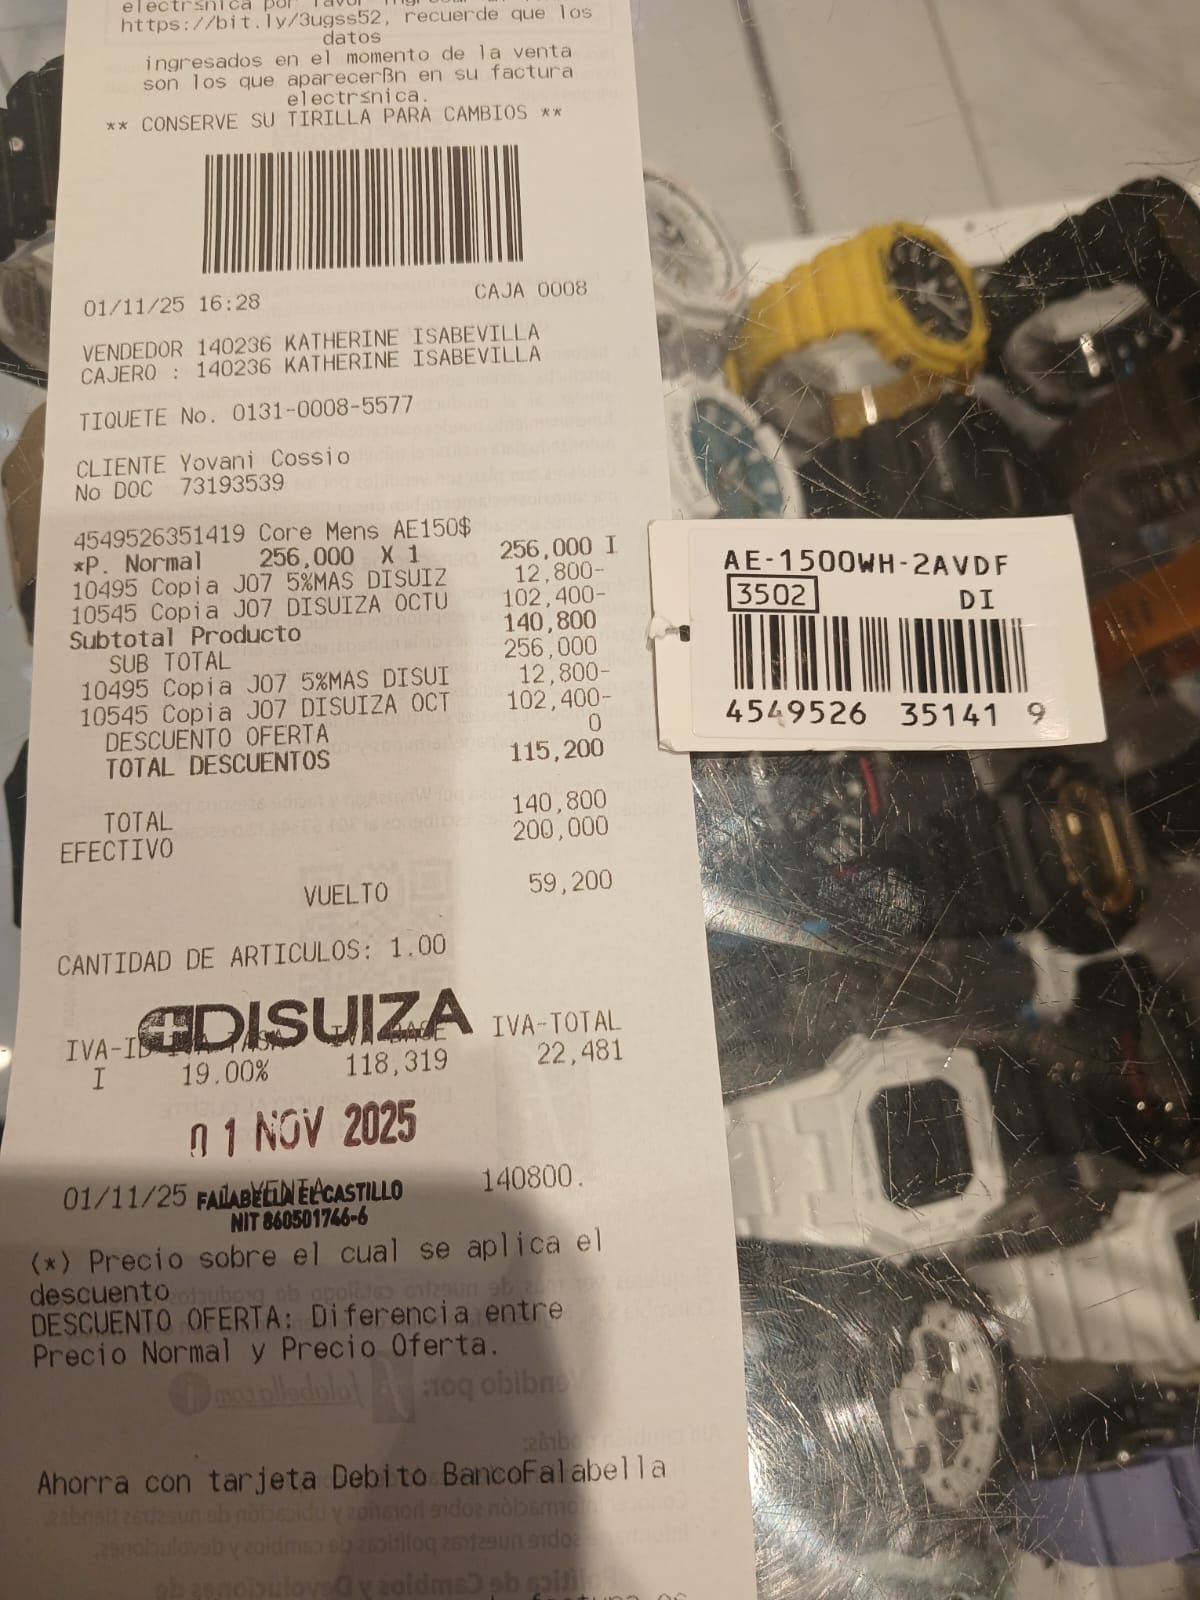 https://bit.ly/3ugss52, recuerde que los
datos
ingresados en el momento de la venta
son los que aparecerßn en su factura
electr≤nica.
** CONSERVE SU TIRILLA PARA CAMBIOS **
01/11/25 16:28 CAJA 0008
VENDEDOR 140236 KATHERINE ISABEVILLA
CAJERO : 140236 KATHERINE ISABEVILLA
TIQUETE No. 0131-0008-5577
CLIENTE Yovani Cossio
No DOC 73193539
4549526351419 Core Mens AE150$
*P. Normal 256,000 X 1 256,000 I
10495 Copia J07 5%MAS DISUIZ 12,800-
10545 Copia J07 DISUIZA OCTU 102,400-
Subtotal Producto 140,800
SUB TOTAL 256,000
10495 Copia J07 5%MAS DISUI 12,800-
10545 Copia J07 DISUIZA OCT 102,400-
DESCUENTO OFERTA 0
TOTAL DESCUENTOS 115,200
TOTAL 140,800
EFECTIVO 200,000
VUELTO 59,200
CANTIDAD DE ARTICULOS: 1.00
DISUIZA
IVA-ID IVA-TASA IVA-BASE IVA-TOTAL
I 19.00% 118,319 22,481
01 NOV 2025
01/11/25 VENTA 140800.
FALABELLA EL CASTILLO
NIT 860501746-6
(*) Precio sobre el cual se aplica el
descuento
DESCUENTO OFERTA: Diferencia entre
Precio Normal y Precio Oferta.
Ahorra con tarjeta Debito BancoFalabella
AE-1500WH-2AVDF
3502 DI
4549526 35141 9